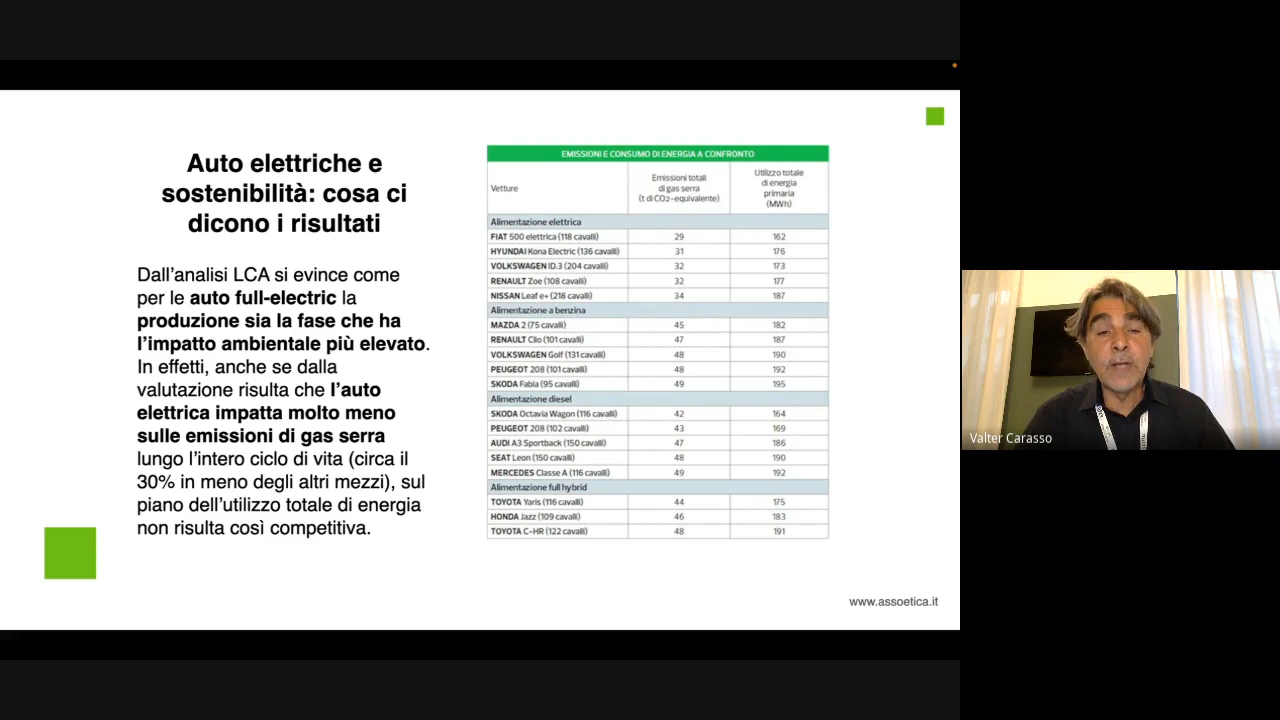 Auto elettriche e
sostenibilità: cosa ci
dicono i risultati
Dall'analisi LCA si evince come
per le auto full-electric la
produzione sia la fase che ha
l'impatto ambientale più elevato.
In effetti, anche se dalla
valutazione risulta che l'auto
elettrica impatta molto meno
sulle emissioni di gas serra
lungo l'intero ciclo di vita (circa il
30% in meno degli altri mezzi), sul
piano dell'utilizzo totale di energia
non risulta così competitiva.
EMISSIONI E CONSUMO DI ENERGIA A CONFRONTO
Vetture
Emissioni totali
di gas serra
(t di CO2-equivalente)
Utilizzo totale
di energia
primaria
(MWh)
Alimentazione elettrica
FIAT 500 elettrica (118 cavalli) 29 162
HYUNDAI Kona Electric (136 cavalli) 31 176
VOLKSWAGEN ID.3 (204 cavalli) 32 173
RENAULT Zoe (108 cavalli) 32 177
NISSAN Leaf e+ (218 cavalli) 34 187
Alimentazione a benzina
MAZDA 2 (75 cavalli) 45 182
RENAULT Clio (101 cavalli) 47 187
VOLKSWAGEN Golf (131 cavalli) 48 190
PEUGEOT 208 (101 cavalli) 48 192
SKODA Fabia (95 cavalli) 49 195
Alimentazione diesel
SKODA Octavia Wagon (116 cavalli) 42 164
PEUGEOT 208 (102 cavalli) 43 169
AUDI A3 Sportback (150 cavalli) 47 186
SEAT Leon (150 cavalli) 48 190
MERCEDES Classe A (116 cavalli) 49 192
Alimentazione full hybrid
TOYOTA Yaris (116 cavalli) 44 175
HONDA Jazz (109 cavalli) 46 183
TOYOTA C-HR (122 cavalli) 48 191
www.assoetica.it
Valter Carasso